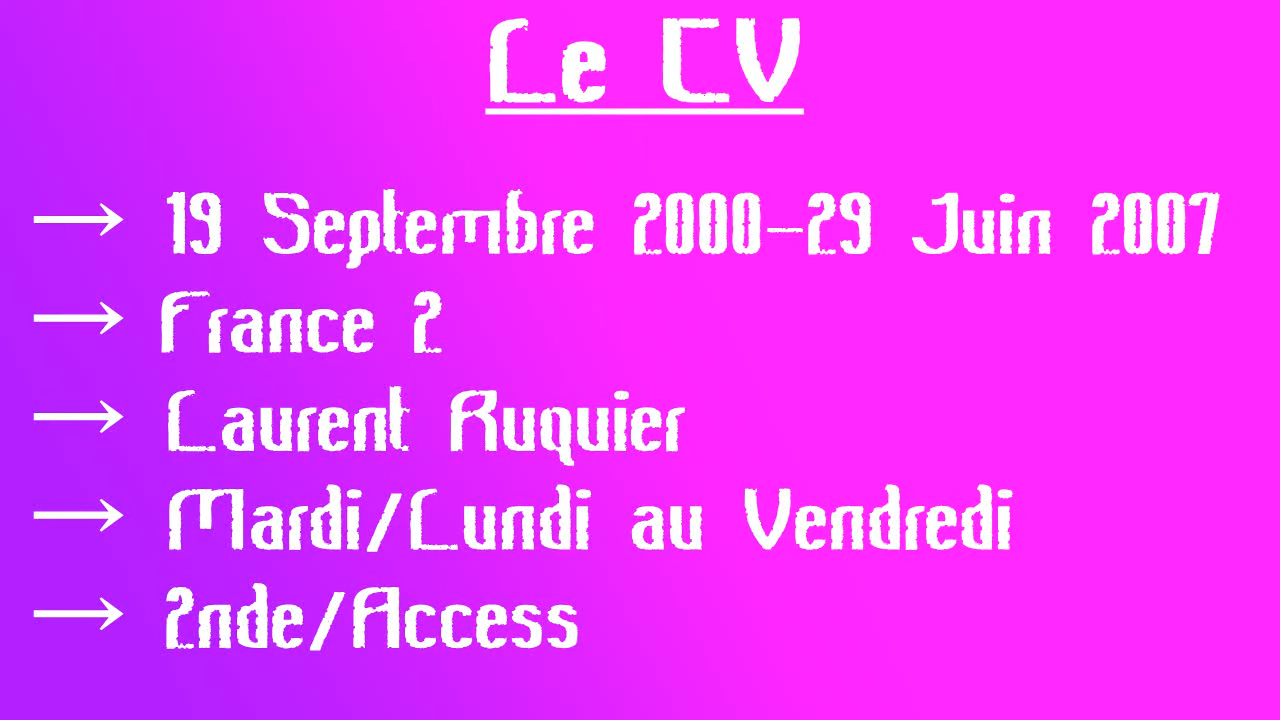 Le CV
→ 19 Septembre 2000-29 Juin 2007
→ France 2
→ Laurent Ruquier
→ Mardi/Lundi au Vendredi
→ 2nde/Access